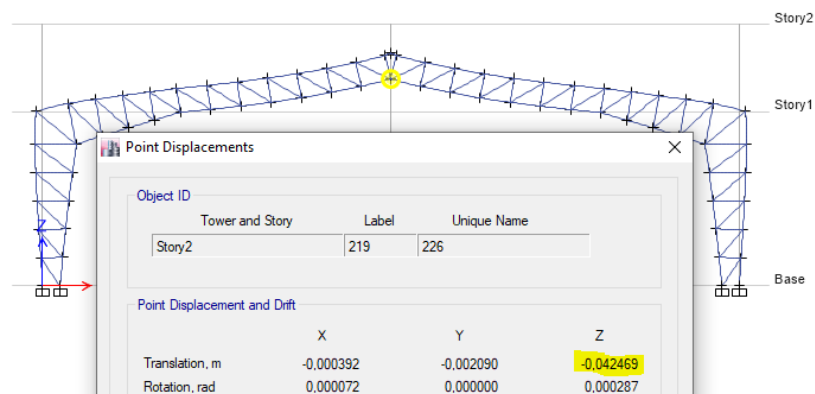 Story2
Story1
Point Displacements
Object ID
Tower and Story Label Unique Name
Story2 219 226
Z
Base
Point Displacement and Drift
X Y Z
Translation, m -0,000392 -0,002090 -0,042469
Rotation, rad 0,000072 0,000000 0,000287